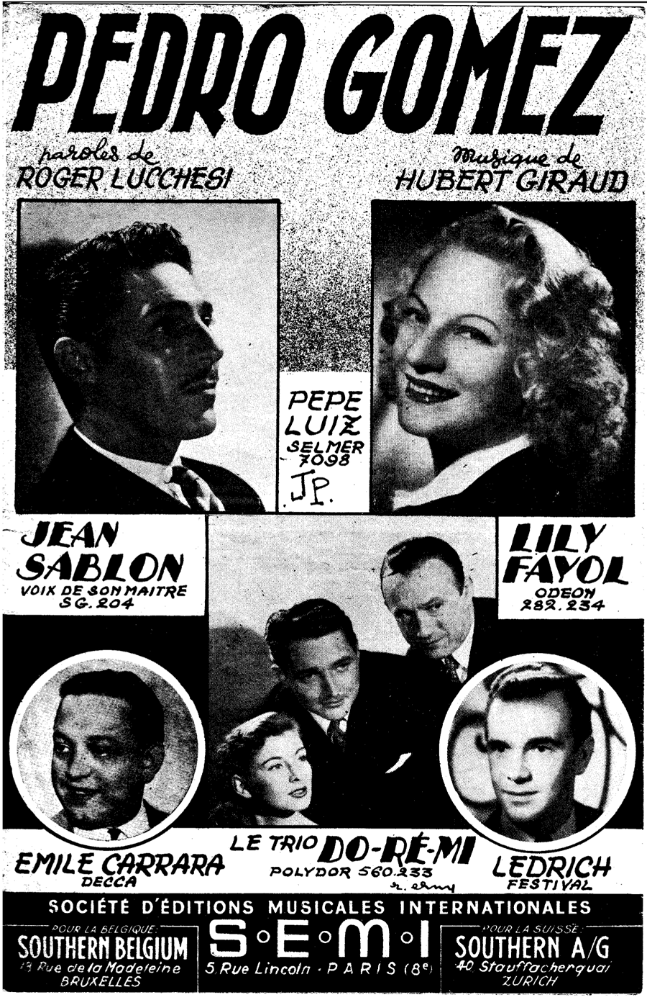 PEDRO GOMEZ
paroles de
ROGER LUCCHESI
Musique de
HUBERT GIRAUD
PEPE
LUIZ
SELMER
7098
JP.
JEAN
SABLON
VOIX DE SON MAITRE
SG. 204
LILY
FAYOL
ODEON
282.234
EMILE CARRARA
DECCA
LE TRIO DO-RÉ-MI
POLYDOR 560.233
LEDRICH
FESTIVAL
SOCIÉTÉ D'ÉDITIONS MUSICALES INTERNATIONALES
POUR LA BELGIQUE:
SOUTHERN BELGIUM
Rue de la Madeleine
BRUXELLES
S.E.M.I
5, Rue Lincoln - PARIS (8e)
POUR LA SUISSE:
SOUTHERN A/G
40, Stauffacherquai
ZURICH